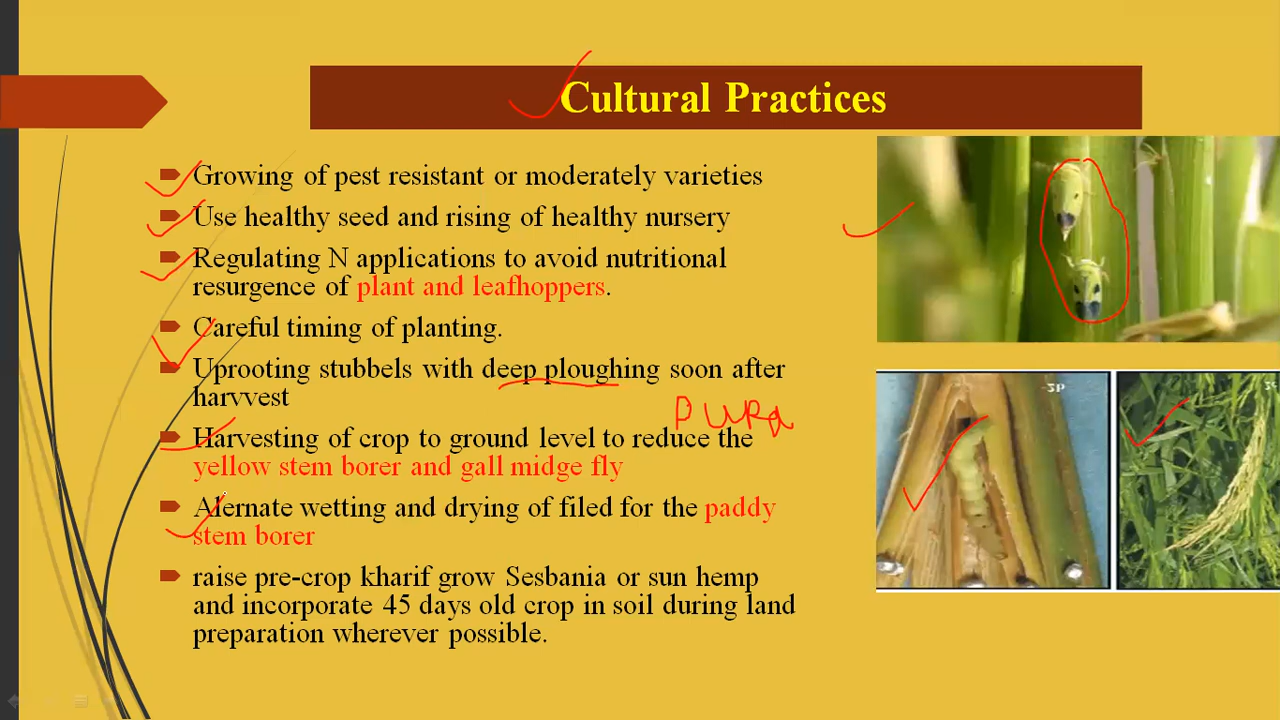 Cultural Practices
Growing of pest resistant or moderately varieties
Use healthy seed and rising of healthy nursery
Regulating N applications to avoid nutritional
resurgence of plant and leafhoppers.
Careful timing of planting.
Uprooting stubbels with deep ploughing soon after
harvvest
Harvesting of crop to ground level to reduce the
yellow stem borer and gall midge fly
Alernate wetting and drying of filed for the paddy
stem borer
raise pre-crop kharif grow Sesbania or sun hemp
and incorporate 45 days old crop in soil during land
preparation wherever possible.